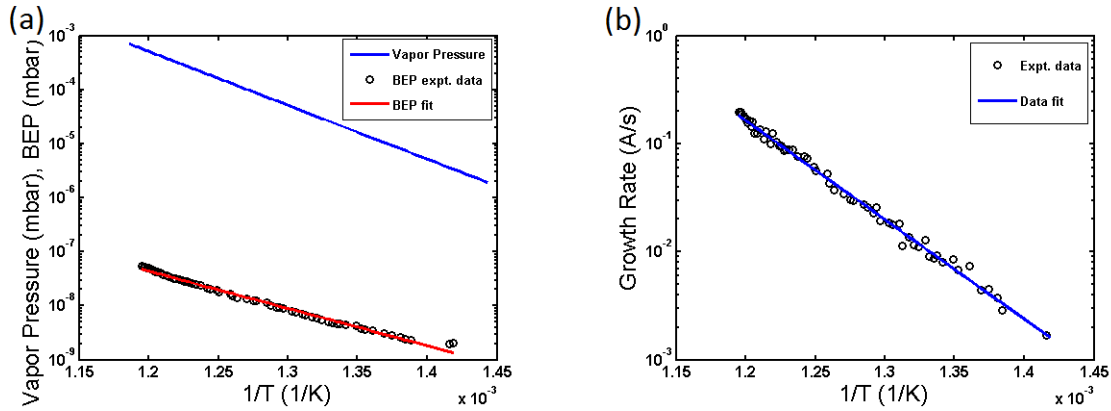 (a)
Vapor Pressure (mbar), BEP (mbar)
10⁻³
10⁻⁴
10⁻⁵
10⁻⁶
10⁻⁷
10⁻⁸
10⁻⁹
Vapor Pressure
BEP expt. data
BEP fit
1.15 1.2 1.25 1.3 1.35 1.4 1.45
1/T (1/K)
x 10⁻³
(b)
Growth Rate (A/s)
10⁰
10⁻¹
10⁻²
10⁻³
Expt. data
Data fit
1.15 1.2 1.25 1.3 1.35 1.4 1.45
1/T (1/K)
x 10⁻³